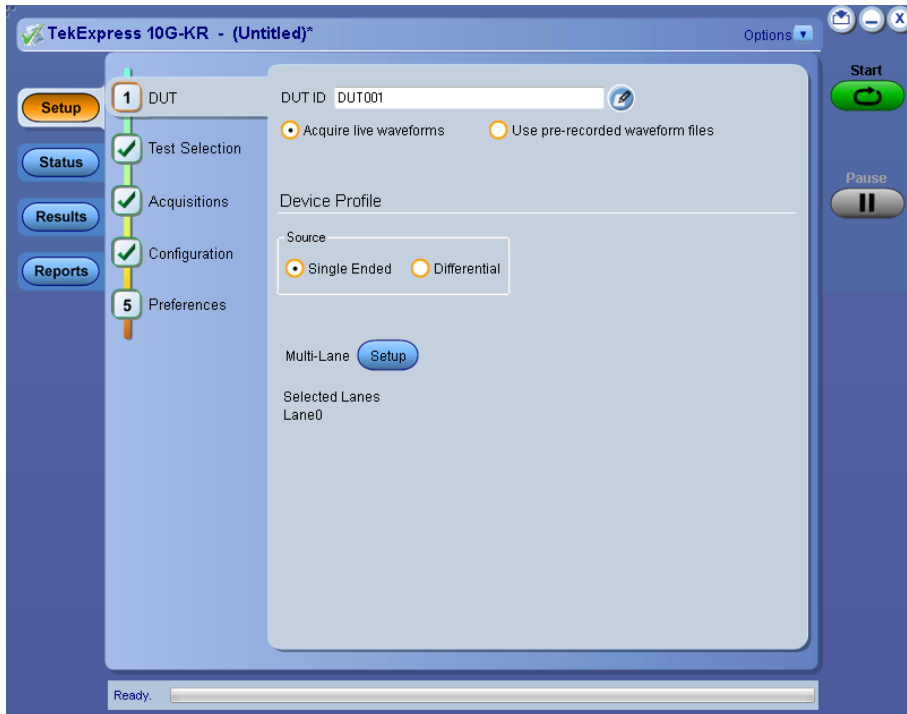 TekExpress 10G-KR - (Untitled)*
Options
Start
Pause
Setup
Status
Results
Reports
1 DUT
Test Selection
Acquisitions
Configuration
5 Preferences
DUT ID DUT001
Acquire live waveforms Use pre-recorded waveform files
Device Profile
Source
Single Ended Differential
Multi-Lane Setup
Selected Lanes
Lane0
Ready.